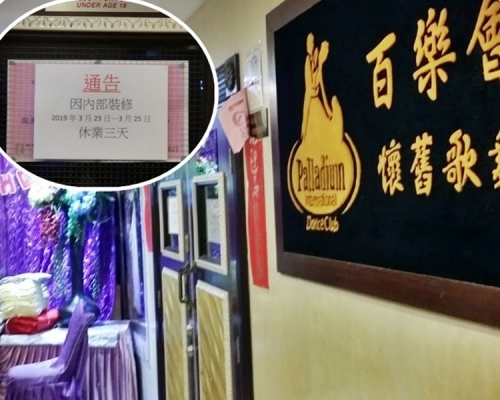 UNDER AGE 18
通告
因內部裝修
2019年3月23日—3月25日
休業三天
百樂會
Palladium
International
Dance Club
懷舊歌